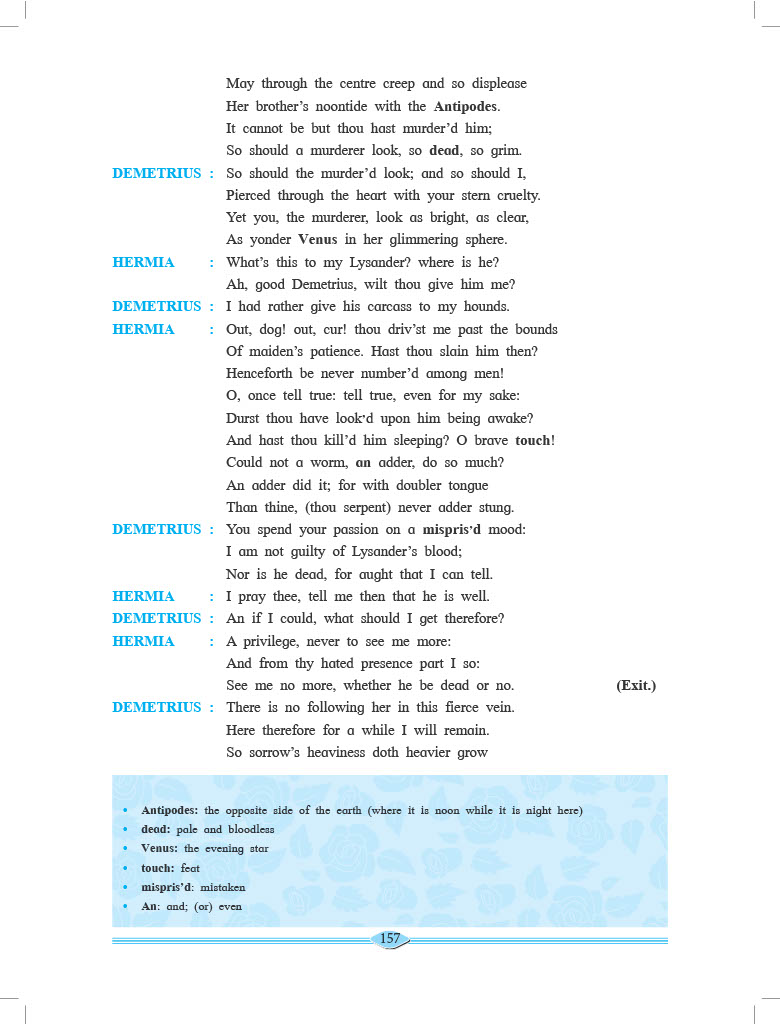 May through the centre creep and so displease
Her brother's noontide with the Antipodes.
It cannot be but thou hast murder'd him;
So should a murderer look, so dead, so grim.
DEMETRIUS : So should the murder'd look; and so should I,
Pierced through the heart with your stern cruelty.
Yet you, the murderer, look as bright, as clear,
As yonder Venus in her glimmering sphere.
HERMIA : What's this to my Lysander? where is he?
Ah, good Demetrius, wilt thou give him me?
DEMETRIUS : I had rather give his carcass to my hounds.
HERMIA : Out, dog! out, cur! thou driv'st me past the bounds
Of maiden's patience. Hast thou slain him then?
Henceforth be never number'd among men!
O, once tell true: tell true, even for my sake:
Durst thou have look'd upon him being awake?
And hast thou kill'd him sleeping? O brave touch!
Could not a worm, an adder, do so much?
An adder did it; for with doubler tongue
Than thine, (thou serpent) never adder stung.
DEMETRIUS : You spend your passion on a mispris'd mood:
I am not guilty of Lysander's blood;
Nor is he dead, for aught that I can tell.
HERMIA : I pray thee, tell me then that he is well.
DEMETRIUS : An if I could, what should I get therefore?
HERMIA : A privilege, never to see me more:
And from thy hated presence part I so:
See me no more, whether he be dead or no. (Exit.)
DEMETRIUS : There is no following her in this fierce vein.
Here therefore for a while I will remain.
So sorrow's heaviness doth heavier grow
• Antipodes: the opposite side of the earth (where it is noon while it is night here)
• dead: pale and bloodless
• Venus: the evening star
• touch: feat
• mispris'd: mistaken
• An: and; (or) even
157